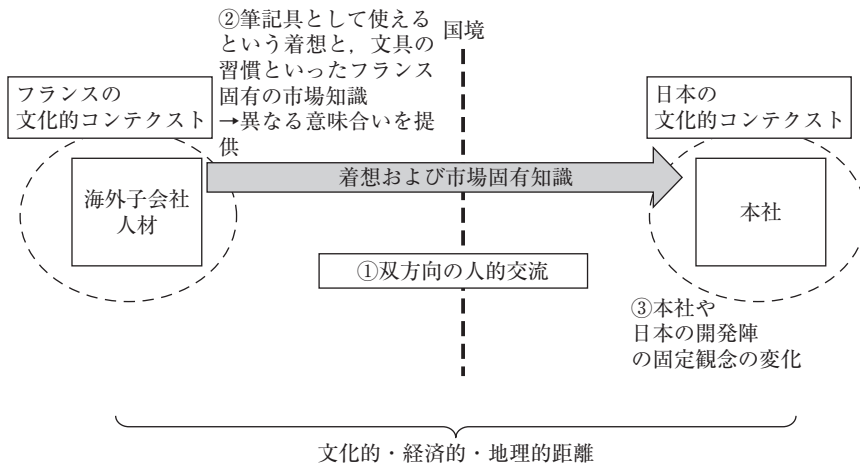 ②筆記具として使える
という着想と，文具の
習慣といったフランス
固有の市場知識
→異なる意味合いを提
供
国境
フランスの
文化的コンテクスト
日本の
文化的コンテクスト
着想および市場固有知識
海外子会社
人材
本社
①双方向の人的交流
③本社や
日本の開発陣
の固定観念の変化
文化的・経済的・地理的距離